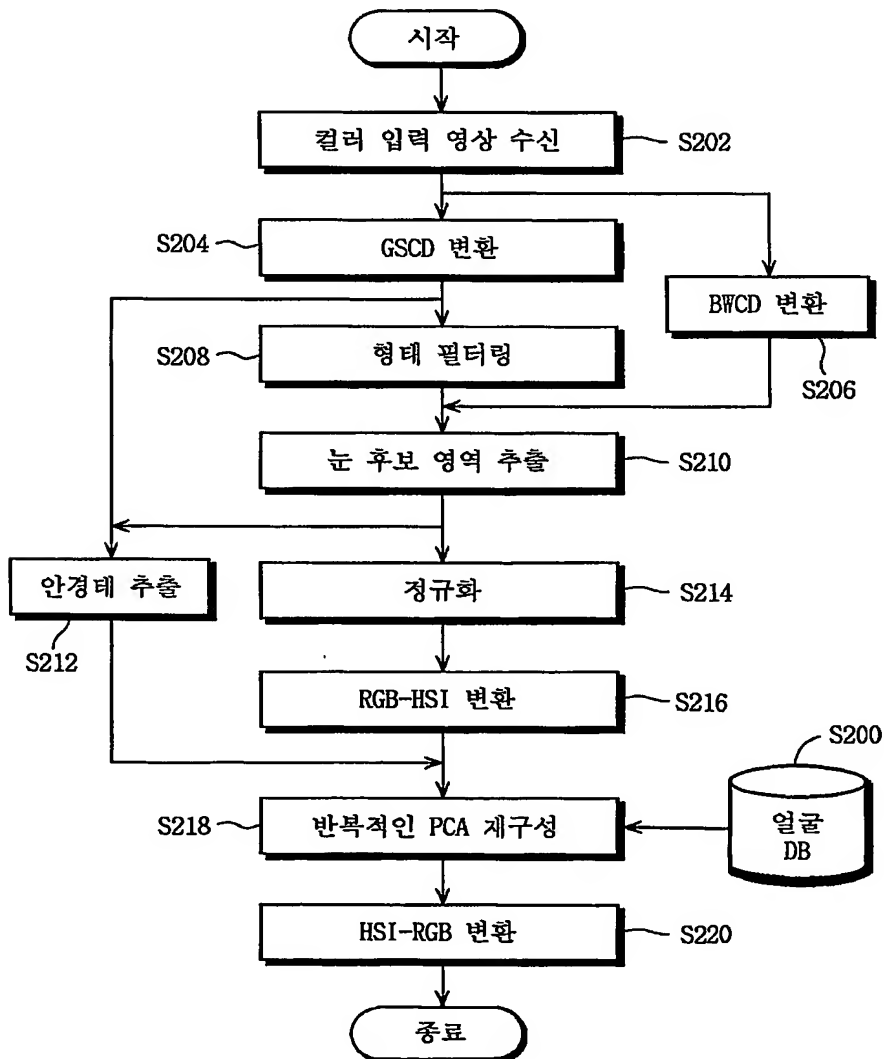 시작
컬러 입력 영상 수신
S202
S204
GSCD 변환
BWCD 변환
S206
S208
형태 필터링
눈 후보 영역 추출
S210
안경테 추출
S212
정규화
S214
RGB-HSI 변환
S216
S200
얼굴
DB
S218
반복적인 PCA 재구성
HSI-RGB 변환
S220
종료